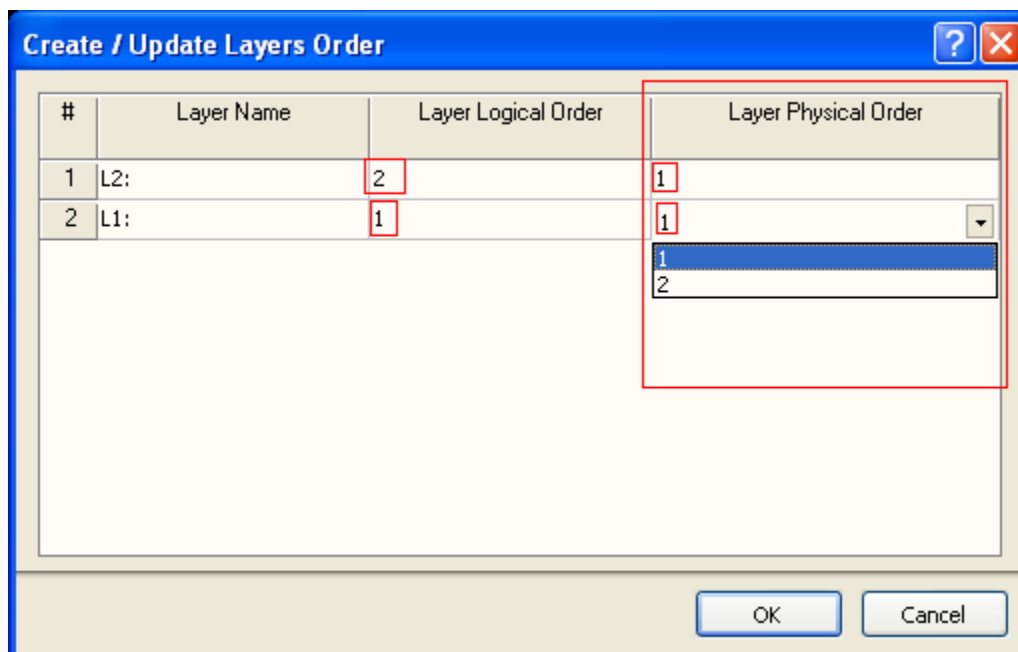 Create / Update Layers Order
?
# Layer Name Layer Logical Order Layer Physical Order
1 L2: 2 1
2 L1: 1 1
1
2
OK Cancel